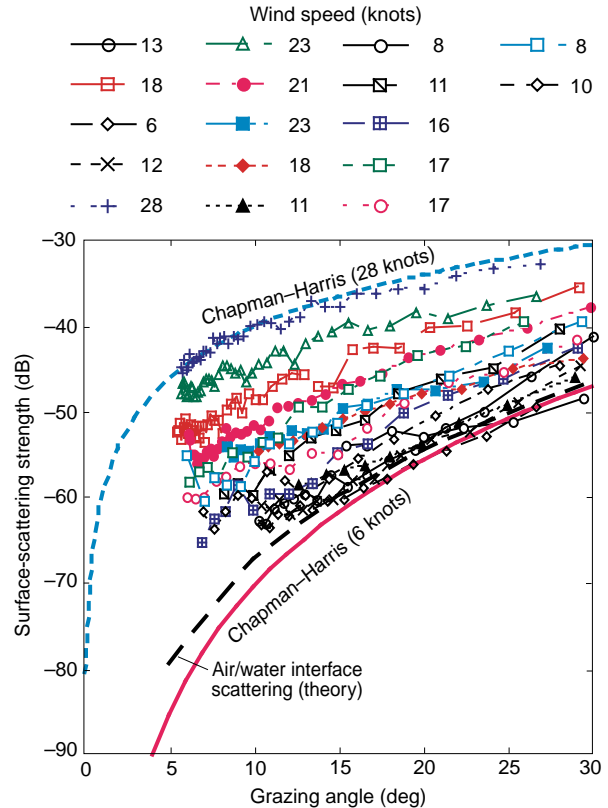 Wind speed (knots)
13 23 8 8
18 21 11 10
6 23 16
12 18 17
28 11 17
–30
–40
–50
–60
–70
–80
–90
Surface-scattering strength (dB)
Chapman–Harris (28 knots)
Chapman–Harris (6 knots)
Air/water interface
scattering (theory)
0 5 10 15 20 25 30
Grazing angle (deg)